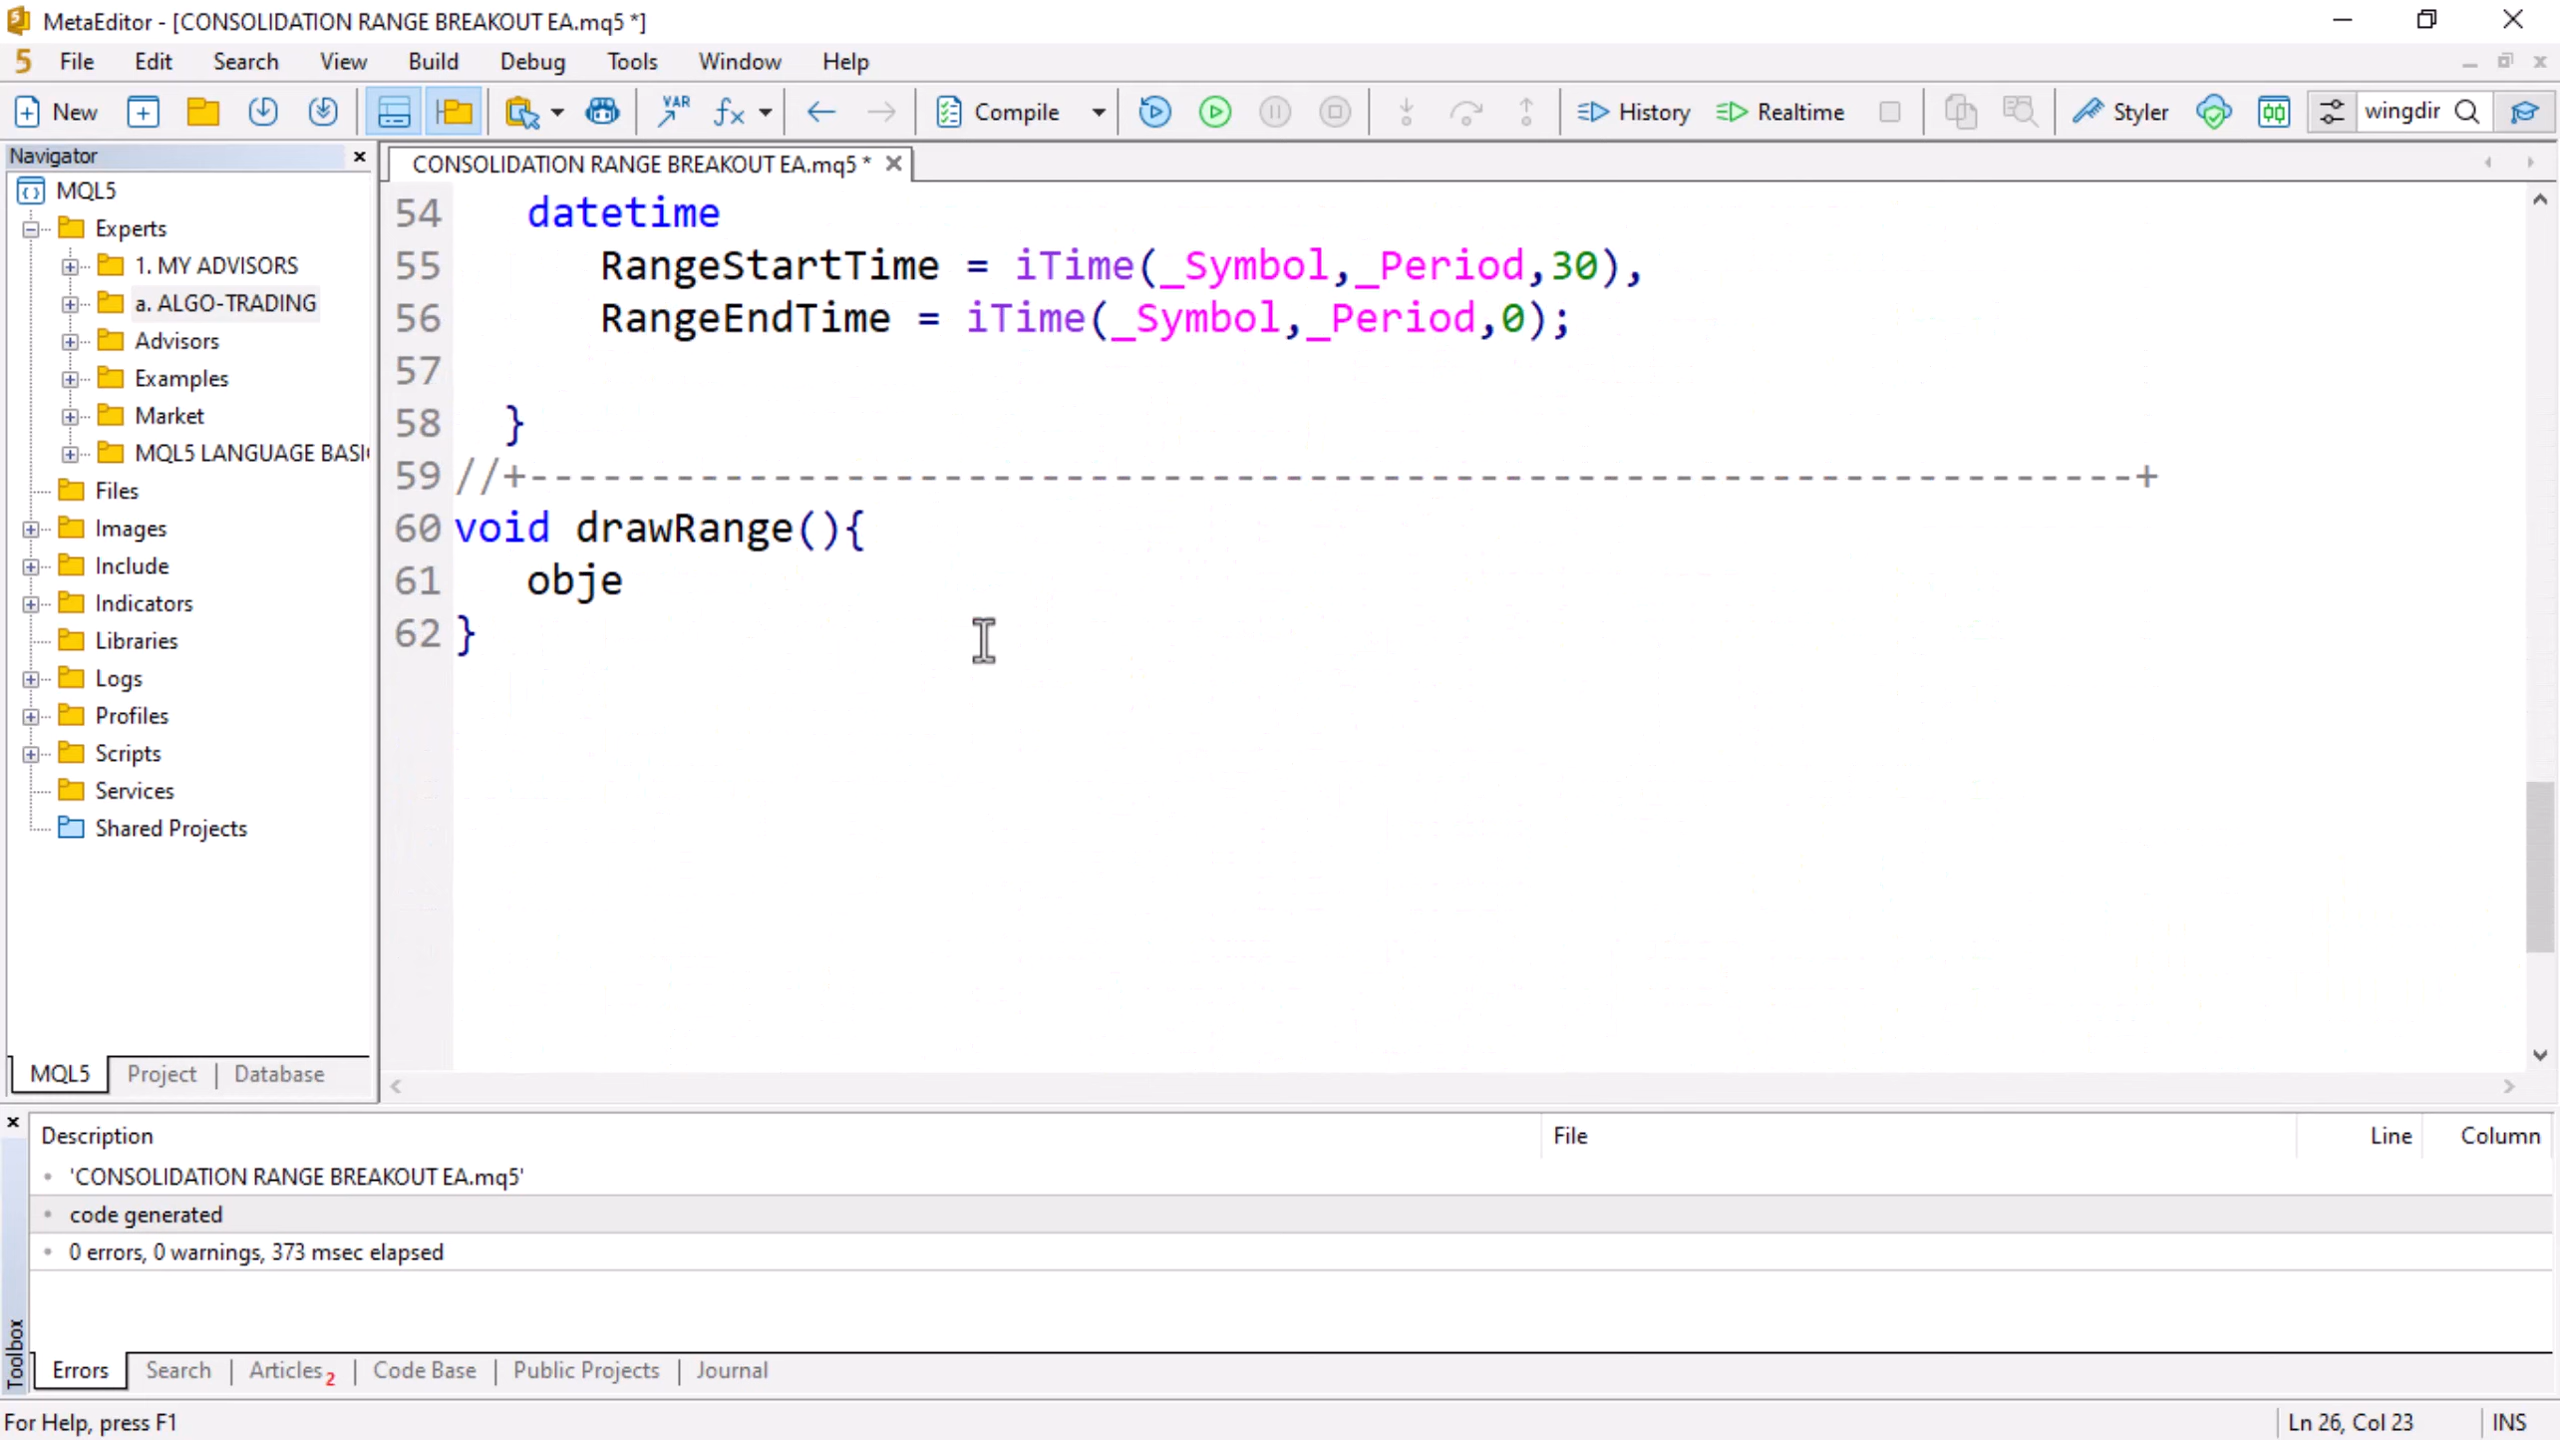 MetaEditor - [CONSOLIDATION RANGE BREAKOUT EA.mq5 *]
5 File Edit Search View Build Debug Tools Window Help
New VAR fx Compile History Realtime Styler wingdir
Navigator
MQL5
Experts
1. MY ADVISORS
a. ALGO-TRADING
Advisors
Examples
Market
MQL5 LANGUAGE BASI
Files
Images
Include
Indicators
Libraries
Logs
Profiles
Scripts
Services
Shared Projects
MQL5 Project Database
CONSOLIDATION RANGE BREAKOUT EA.mq5 *
54 datetime
55 RangeStartTime = iTime(_Symbol,_Period,30),
56 RangeEndTime = iTime(_Symbol,_Period,0);
57
58 }
59 //+------------------------------------------------------------------+
60 void drawRange(){
61 obje
62 }
Description File Line Column
'CONSOLIDATION RANGE BREAKOUT EA.mq5'
code generated
0 errors, 0 warnings, 373 msec elapsed
Toolbox
Errors Search Articles 2 Code Base Public Projects Journal
For Help, press F1 Ln 26, Col 23 INS